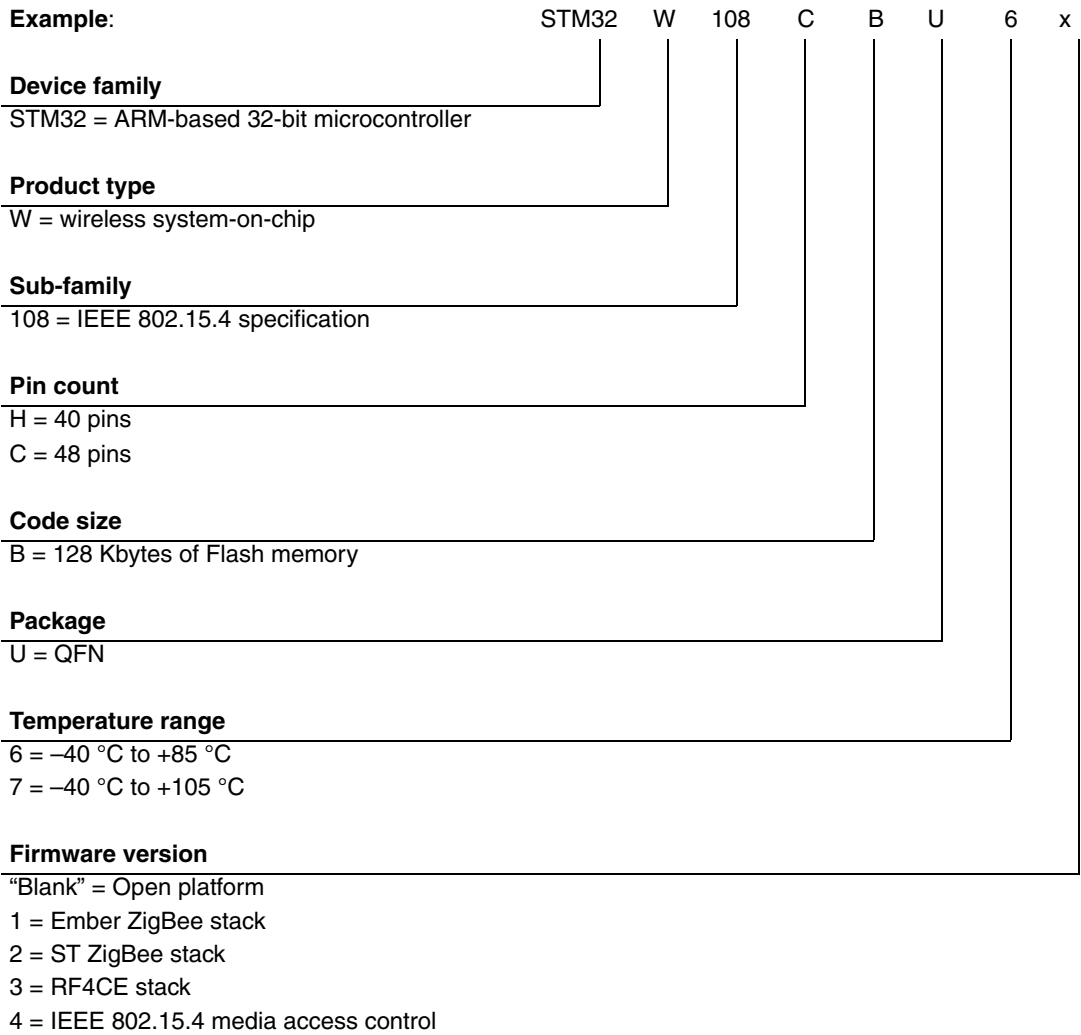 Example: STM32 W 108 C B U 6 x
Device family
STM32 = ARM-based 32-bit microcontroller
Product type
W = wireless system-on-chip
Sub-family
108 = IEEE 802.15.4 specification
Pin count
H = 40 pins
C = 48 pins
Code size
B = 128 Kbytes of Flash memory
Package
U = QFN
Temperature range
6 = –40 °C to +85 °C
7 = –40 °C to +105 °C
Firmware version
“Blank” = Open platform
1 = Ember ZigBee stack
2 = ST ZigBee stack
3 = RF4CE stack
4 = IEEE 802.15.4 media access control